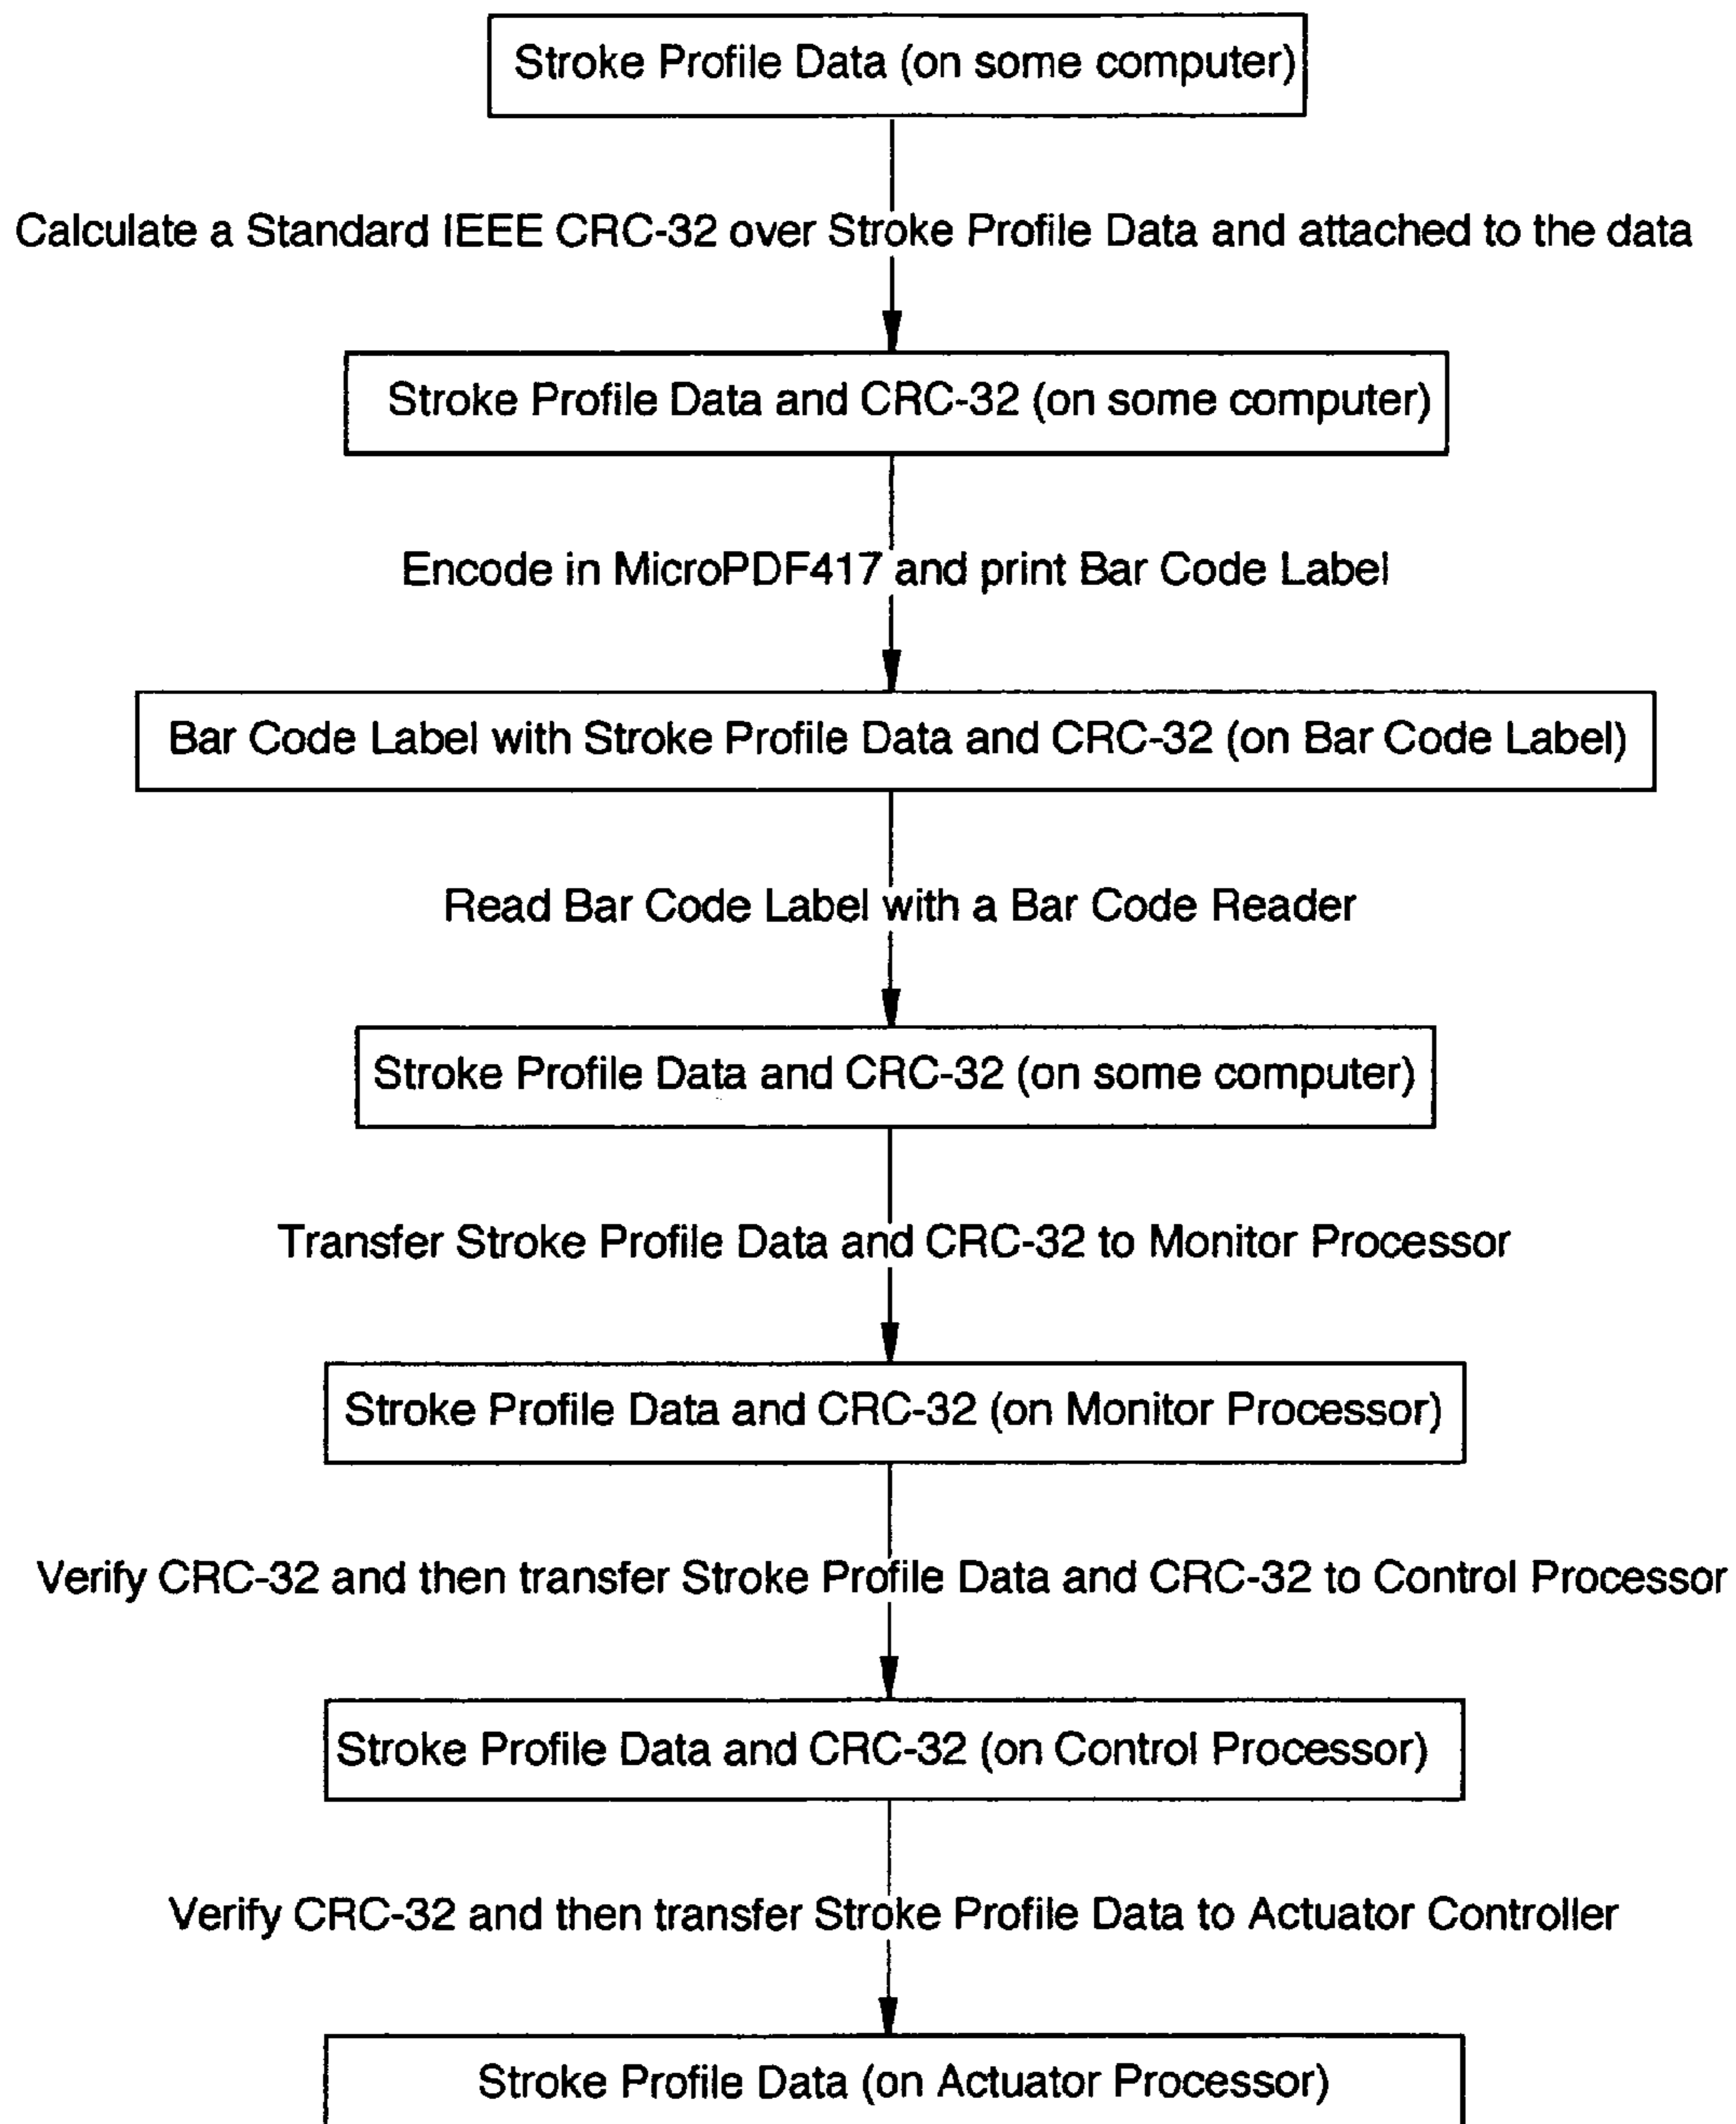 Stroke Profile Data (on some computer)
Calculate a Standard IEEE CRC-32 over Stroke Profile Data and attached to the data
Stroke Profile Data and CRC-32 (on some computer)
Encode in MicroPDF417 and print Bar Code Label
Bar Code Label with Stroke Profile Data and CRC-32 (on Bar Code Label)
Read Bar Code Label with a Bar Code Reader
Stroke Profile Data and CRC-32 (on some computer)
Transfer Stroke Profile Data and CRC-32 to Monitor Processor
Stroke Profile Data and CRC-32 (on Monitor Processor)
Verify CRC-32 and then transfer Stroke Profile Data and CRC-32 to Control Processor
Stroke Profile Data and CRC-32 (on Control Processor)
Verify CRC-32 and then transfer Stroke Profile Data to Actuator Controller
Stroke Profile Data (on Actuator Processor)